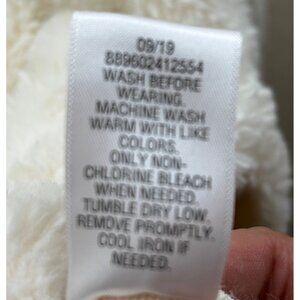 09/19
889602412554
WASH BEFORE
WEARING.
MACHINE WASH
WARM WITH LIKE
COLORS.
ONLY NON-
CHLORINE BLEACH
WHEN NEEDED.
TUMBLE DRY LOW.
REMOVE PROMPTLY.
COOL IRON IF
NEEDED.